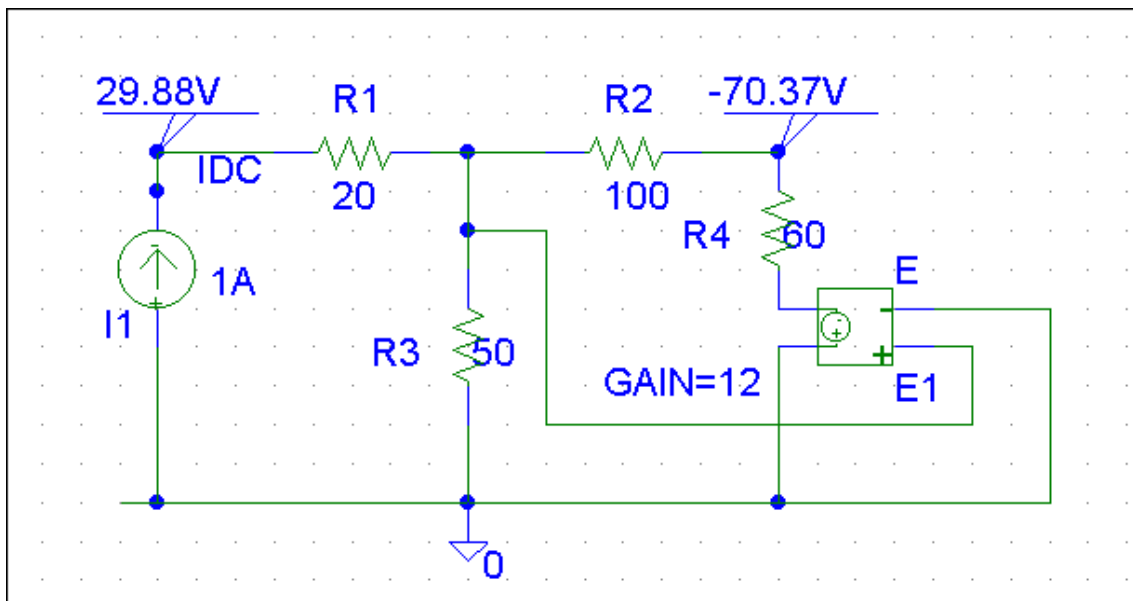 29.88V
R1
R2
-70.37V
IDC
20
100
R4
60
1A
E
I1
-
+
-
+
-
+
R3
50
GAIN=12
E1
0